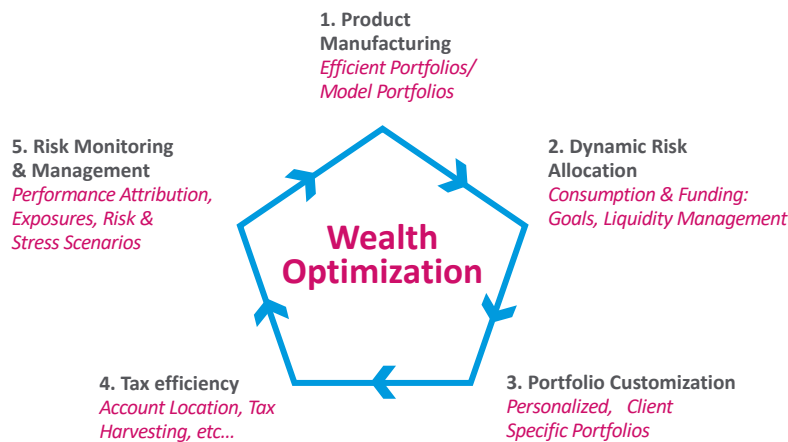 1. Product
Manufacturing
Efficient Portfolios/
Model Portfolios
5. Risk Monitoring
& Management
Performance Attribution,
Exposures, Risk &
Stress Scenarios
2. Dynamic Risk
Allocation
Consumption & Funding:
Goals, Liquidity Management
Wealth
Optimization
4. Tax efficiency
Account Location, Tax
Harvesting, etc...
3. Portfolio Customization
Personalized, Client
Specific Portfolios